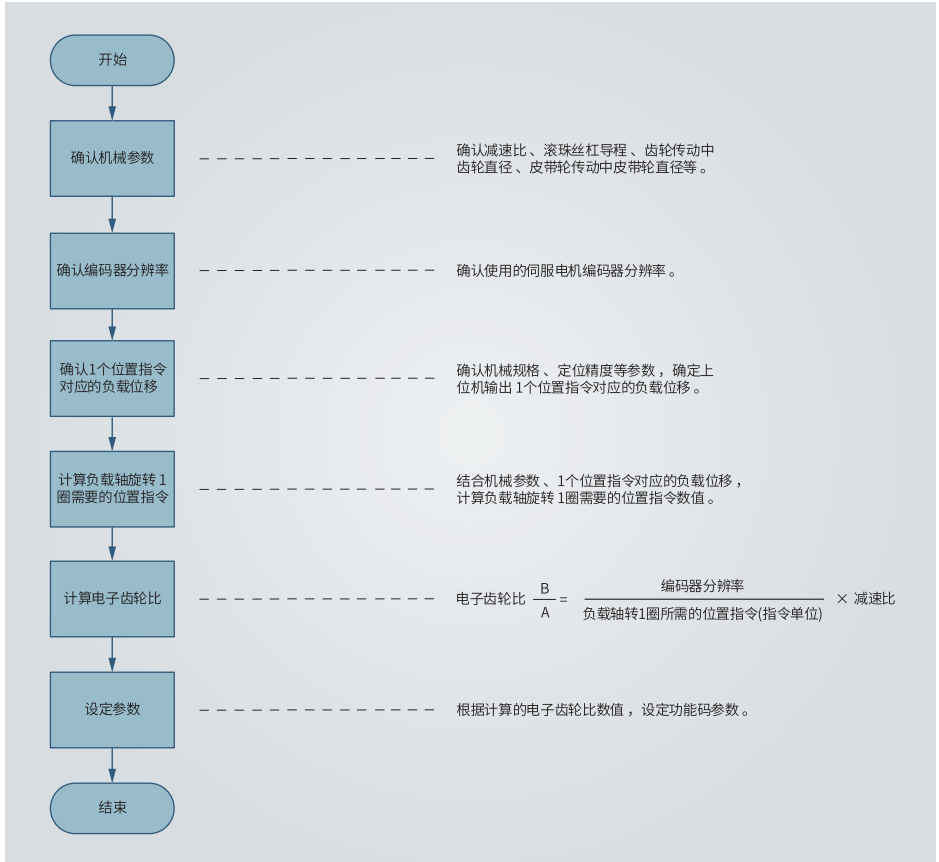 开始
确认机械参数
确认减速比、滚珠丝杠导程、齿轮传动中
齿轮直径、皮带轮传动中皮带轮直径等。
确认编码器分辨率
确认使用的伺服电机编码器分辨率。
确认1个位置指令
对应的负载位移
确认机械规格、定位精度等参数，确定上
位机输出 1个位置指令对应的负载位移。
计算负载轴旋转 1
圈需要的位置指令
结合机械参数、1个位置指令对应的负载位移，
计算负载轴旋转 1圈需要的位置指令数值。
计算电子齿轮比
电子齿轮比 B/A = 编码器分辨率/负载轴转1圈所需的位置指令(指令单位) × 减速比
设定参数
根据计算的电子齿轮比数值，设定功能码参数。
结束